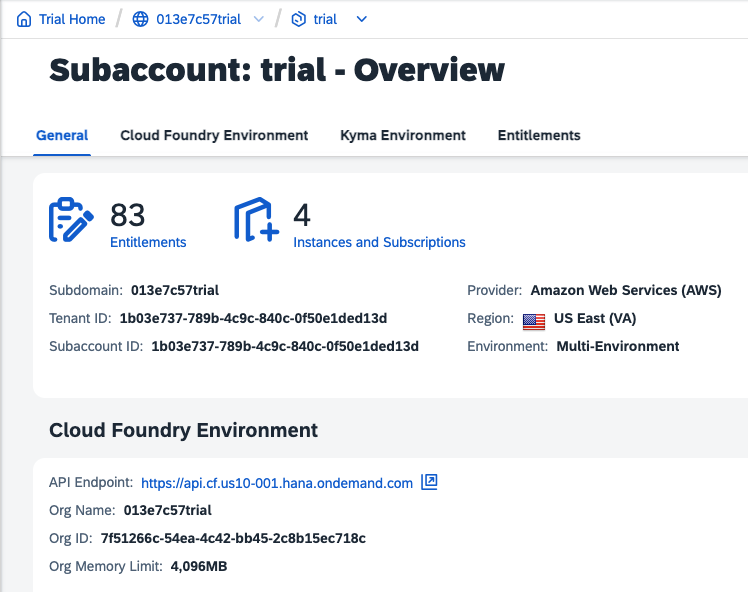 Trial Home / 013e7c57trial / trial
Subaccount: trial - Overview
General Cloud Foundry Environment Kyma Environment Entitlements
83 4
Entitlements Instances and Subscriptions
Subdomain: 013e7c57trial Provider: Amazon Web Services (AWS)
Tenant ID: 1b03e737-789b-4c9c-840c-0f50e1ded13d Region: US East (VA)
Subaccount ID: 1b03e737-789b-4c9c-840c-0f50e1ded13d Environment: Multi-Environment
Cloud Foundry Environment
API Endpoint: https://api.cf.us10-001.hana.ondemand.com
Org Name: 013e7c57trial
Org ID: 7f51266c-54ea-4c42-bb45-2c8b15ec718c
Org Memory Limit: 4,096MB